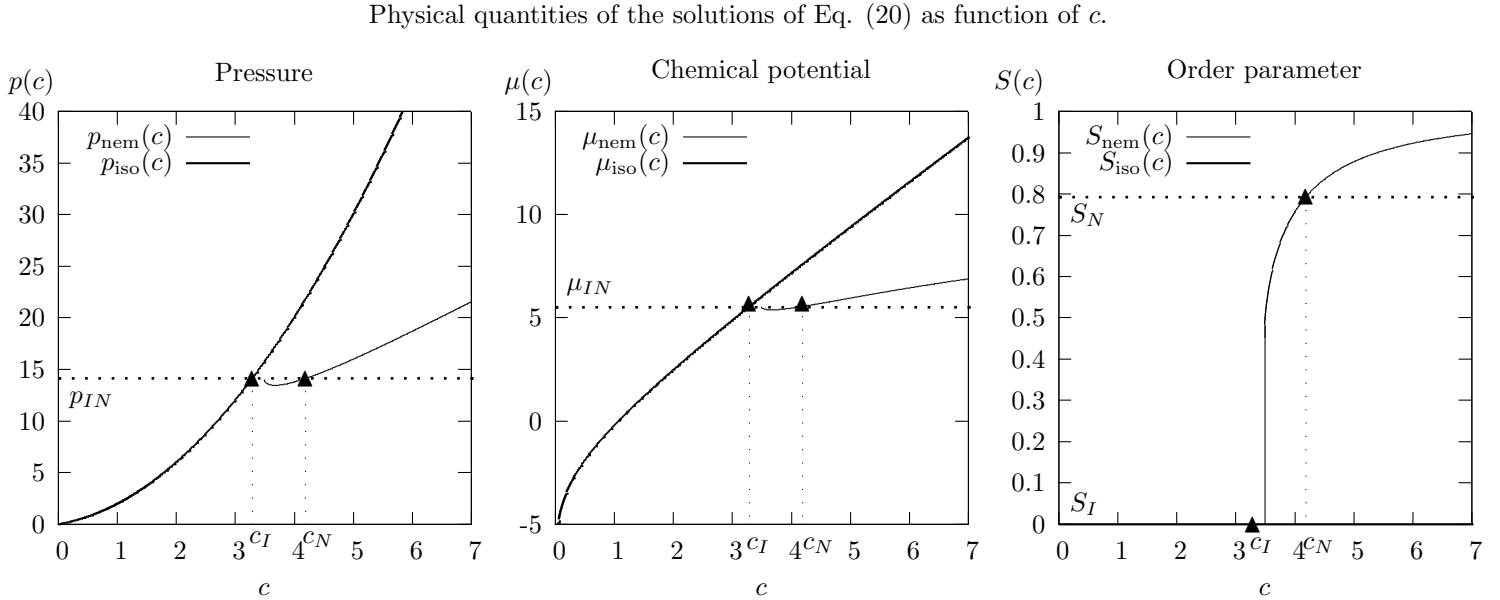 Physical quantities of the solutions of Eq. (20) as function of c.
Pressure
p(c)
40
35
30
25
20
15
10
5
0
p_nem(c)
p_iso(c)
p_IN
0 1 2 3 c_I 4 c_N 5 6 7
c
Chemical potential
μ(c)
15
10
5
0
-5
μ_nem(c)
μ_iso(c)
μ_IN
0 1 2 3 c_I 4 c_N 5 6 7
c
Order parameter
S(c)
1
0.9
0.8
0.7
0.6
0.5
0.4
0.3
0.2
0.1
0
S_nem(c)
S_iso(c)
S_N
S_I
0 1 2 3 c_I 4 c_N 5 6 7
c